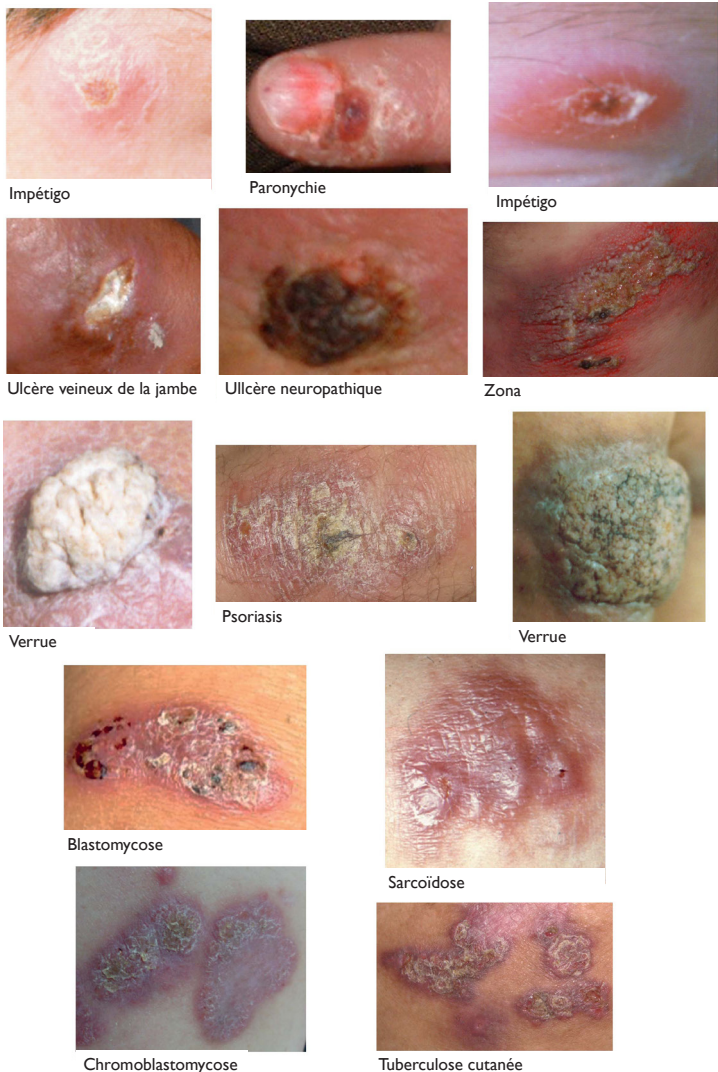 Impétigo
Paronychie
Impétigo
Ulcère veineux de la jambe
Ullcère neuropathique
Zona
Verrue
Psoriasis
Verrue
Blastomycose
Sarcoïdose
Chromoblastomycose
Tuberculose cutanée